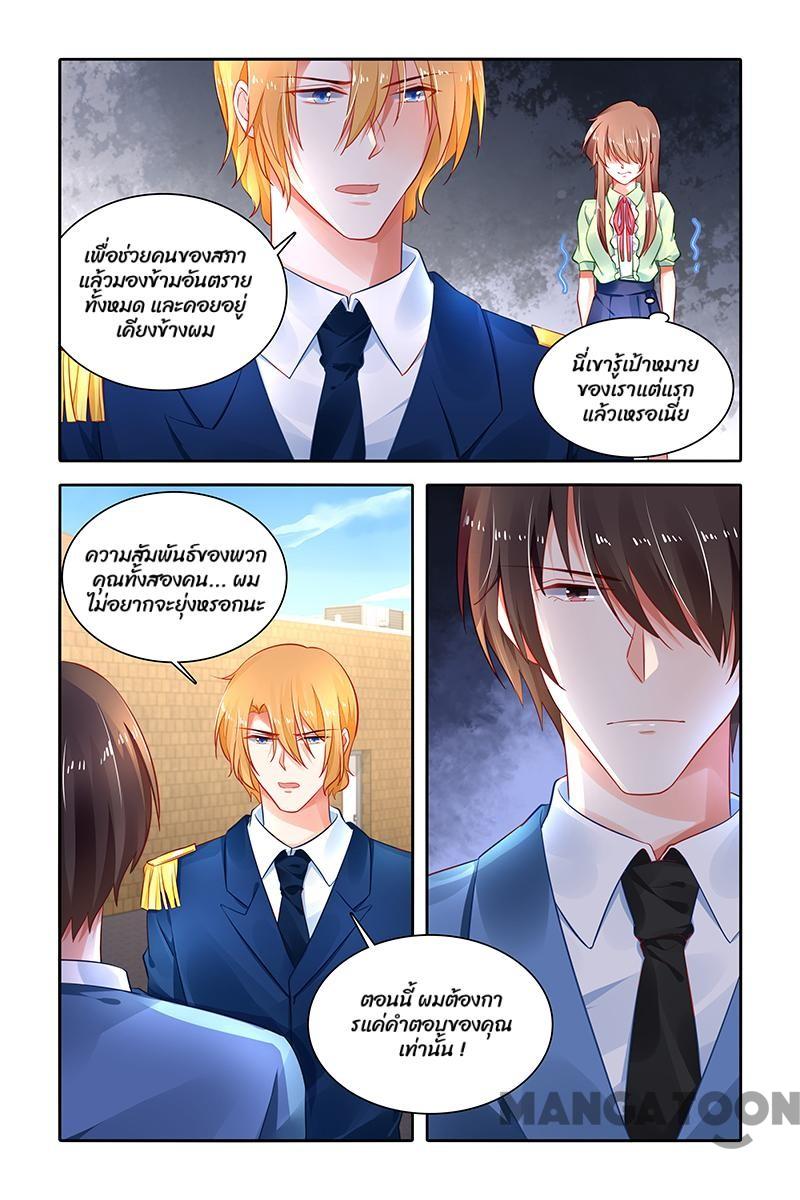 เพื่อช่วยคนของสภา
แล้วมองข้ามอันตราย
ทั้งหมด และคอยอยู่
เคียงข้างผม
นี่เขารู้เป้าหมาย
ของเราแต่แรก
แล้วเหรอเนี่ย
ความสัมพันธ์ของพวก
คุณทั้งสองคน... ผม
ไม่อยากจะยุ่งหรอกนะ
ตอนนี้ ผมต้องกา
รแค่คำตอบของคุณ
เท่านั้น !
MANGATOON